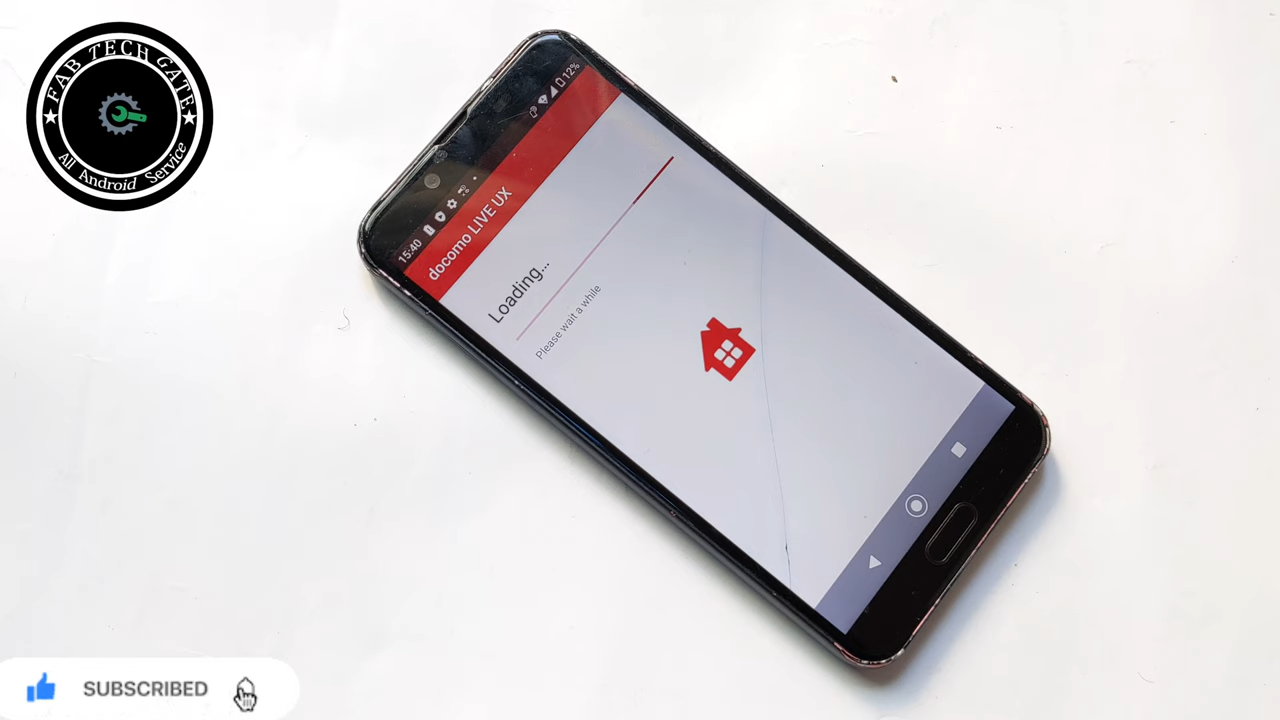 FAB TECH GATE
All Android Service
15:40
12%
docomo LIVE UX
Loading...
Please wait a while
SUBSCRIBED